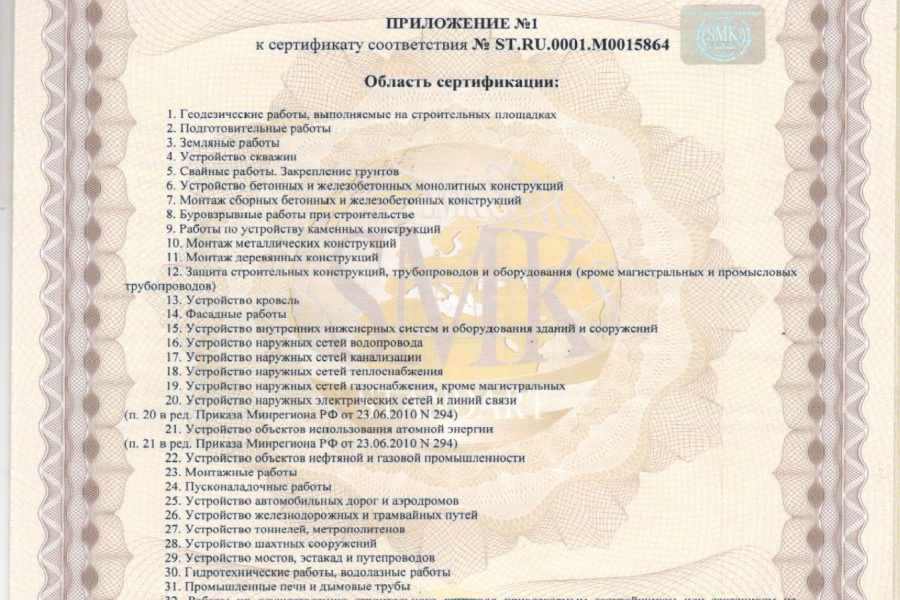 ПРИЛОЖЕНИЕ №1
к сертификату соответствия № ST.RU.0001.M0015864
SMK
Область сертификации:
1. Геодезические работы, выполняемые на строительных площадках
2. Подготовительные работы
3. Земляные работы
4. Устройство скважин
5. Свайные работы. Закрепление грунтов
6. Устройство бетонных и железобетонных монолитных конструкций
7. Монтаж сборных бетонных и железобетонных конструкций
8. Буровзрывные работы при строительстве
9. Работы по устройству каменных конструкций
10. Монтаж металлических конструкций
11. Монтаж деревянных конструкций
12. Защита строительных конструкций, трубопроводов и оборудования (кроме магистральных и промысловых
трубопроводов)
13. Устройство кровель
14. Фасадные работы
15. Устройство внутренних инженерных систем и оборудования зданий и сооружений
16. Устройство наружных сетей водопровода
17. Устройство наружных сетей канализации
18. Устройство наружных сетей теплоснабжения
19. Устройство наружных сетей газоснабжения, кроме магистральных
20. Устройство наружных электрических сетей и линий связи
(п. 20 в ред. Приказа Минрегиона РФ от 23.06.2010 N 294)
21. Устройство объектов использования атомной энергии
(п. 21 в ред. Приказа Минрегиона РФ от 23.06.2010 N 294)
22. Устройство объектов нефтяной и газовой промышленности
23. Монтажные работы
24. Пусконаладочные работы
25. Устройство автомобильных дорог и аэродромов
26. Устройство железнодорожных и трамвайных путей
27. Устройство тоннелей, метрополитенов
28. Устройство шахтных сооружений
29. Устройство мостов, эстакад и путепроводов
30. Гидротехнические работы, водолазные работы
31. Промышленные печи и дымовые трубы
SMK